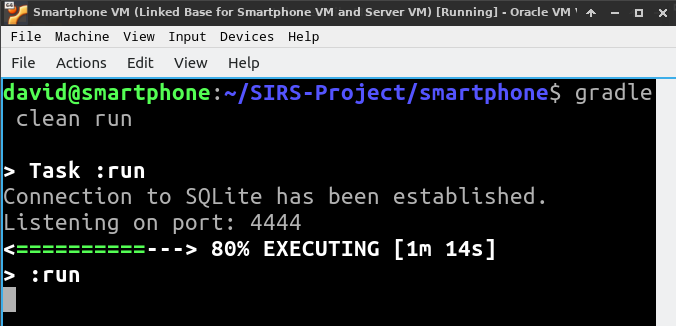 Smartphone VM (Linked Base for Smartphone VM and Server VM) [Running] - Oracle VM
File Machine View Input Devices Help
File Actions Edit View Help
david@smartphone:~/SIRS-Project/smartphone$ gradle
clean run
> Task :run
Connection to SQLite has been established.
Listening on port: 4444
<==========---> 80% EXECUTING [1m 14s]
> :run